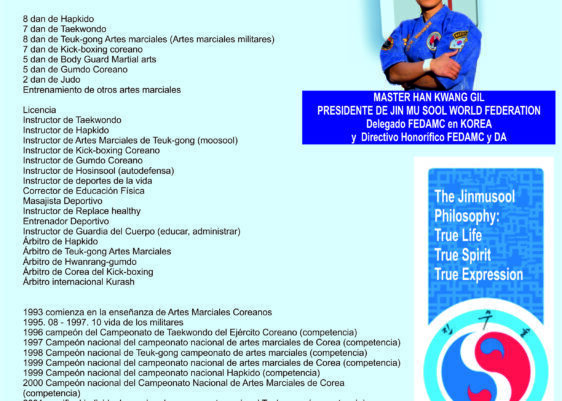 8 dan de Hapkido
7 dan de Taekwondo
8 dan de Teuk-gong Artes marciales (Artes marciales militares)
7 dan de Kick-boxing coreano
5 dan de Body Guard Martial arts
5 dan de Gumdo Coreano
2 dan de Judo
Entrenamiento de otros artes marciales
Licencia
Instructor de Taekwondo
Instructor de Hapkido
Instructor de Artes Marciales de Teuk-gong (moosool)
Instructor de Kick-boxing Coreano
Instructor de Gumdo Coreano
Instructor de Hosinsool (autodefensa)
Instructor de deportes de la vida
Corrector de Educación Física
Masajista Deportivo
Instructor de Replace healthy
Entrenador Deportivo
Instructor de Guardia del Cuerpo (educar, administrar)
Árbitro de Hapkido
Árbitro de Teuk-gong Artes Marciales
Árbitro de Hwanrang-gumdo
Árbitro de Corea del Kick-boxing
Árbitro internacional Kurash
1993 comienza en la enseñanza de Artes Marciales Coreanos
1995. 08 - 1997. 10 vida de los militares
1996 campeón del Campeonato de Taekwondo del Ejército Coreano (competencia)
1997 Campeón nacional del campeonato nacional de artes marciales de Corea (competencia)
1998 Campeón nacional de Teuk-gong campeonato de artes marciales (competencia)
1999 Campeón nacional del campeonato nacional de artes marciales de Corea (competencia)
1999 Campeón nacional del campeonato nacional Hapkido (competencia)
2000 Campeón nacional del Campeonato Nacional de Artes Marciales de Corea
(competencia)
MASTER HAN KWANG GIL
PRESIDENTE DE JIN MU SOOL WORLD FEDERATION
Delegado FEDAMC en KOREA
y Directivo Honorifico FEDAMC y DA
The Jinmusool
Philosophy:
True Life
True Spirit
True Expression